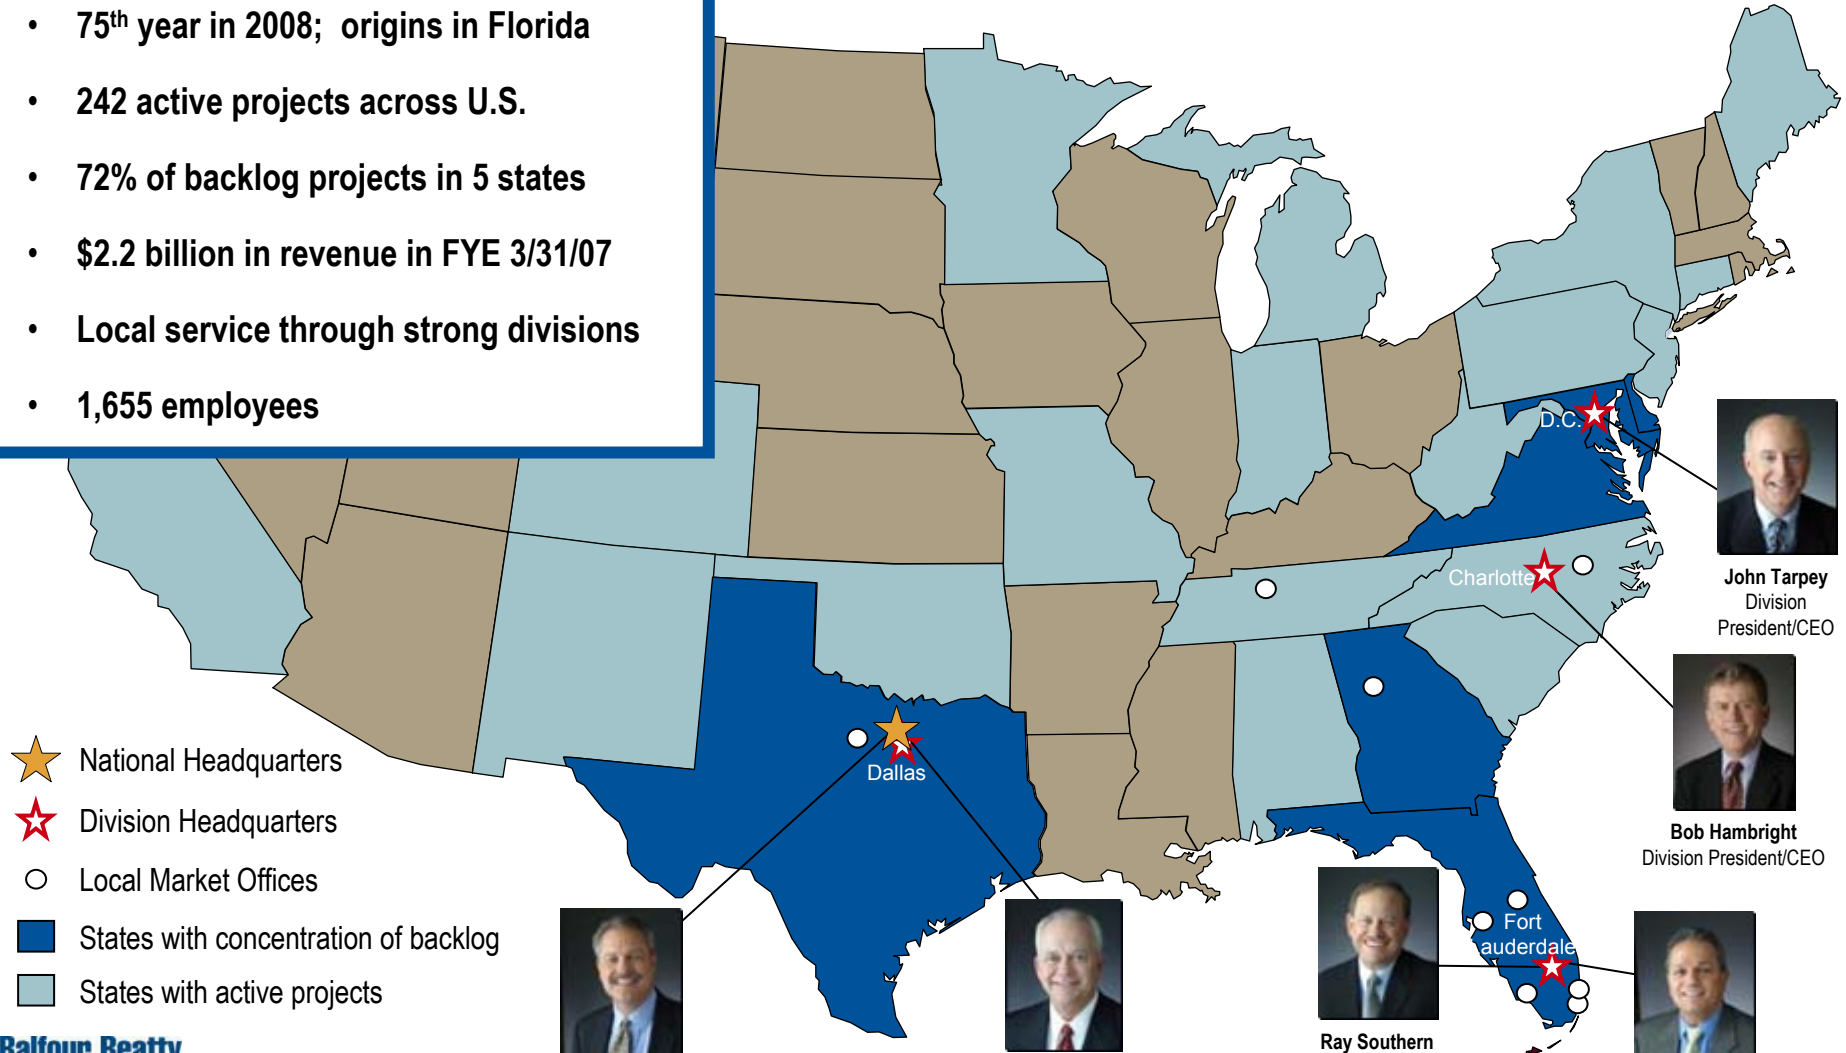 • 75th year in 2008; origins in Florida
• 242 active projects across U.S.
• 72% of backlog projects in 5 states
• $2.2 billion in revenue in FYE 3/31/07
• Local service through strong divisions
• 1,655 employees
D.C.
John Tarpey
Division
President/CEO
Charlotte
Bob Hambright
Division President/CEO
Dallas
National Headquarters
Division Headquarters
Local Market Offices
States with concentration of backlog
States with active projects
Fort
auderdale
Ray Southern
Balfour Beatty